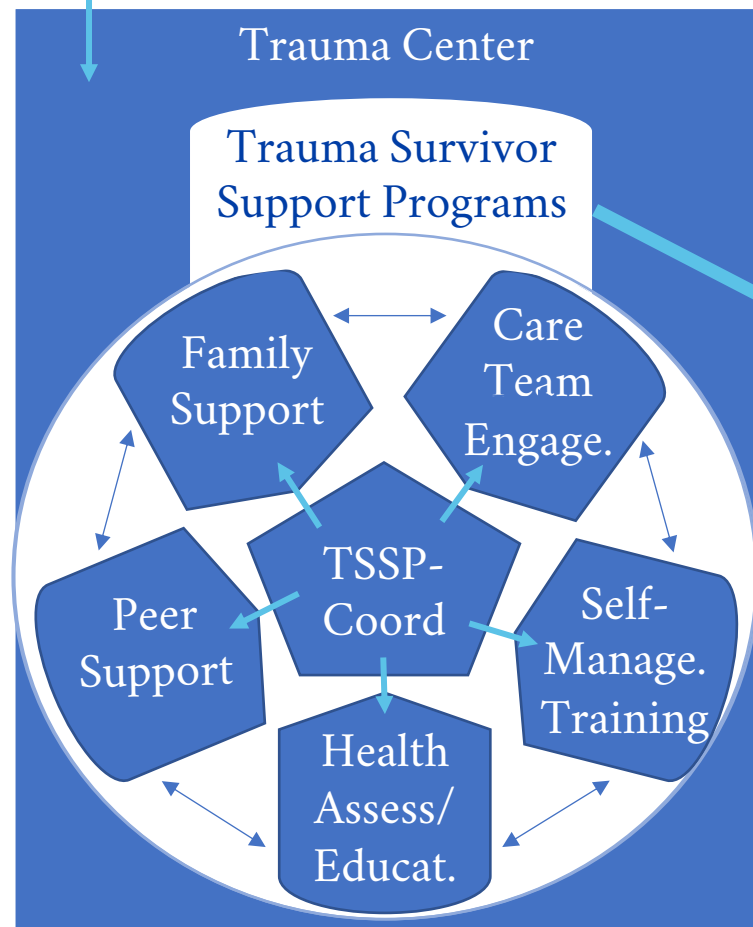 Trauma Center
Trauma Survivor
Support Programs
Family
Support
Care
Team
Engage.
TSSP-
Coord
Peer
Support
Self-
Manage.
Training
Health
Assess/
Educat.